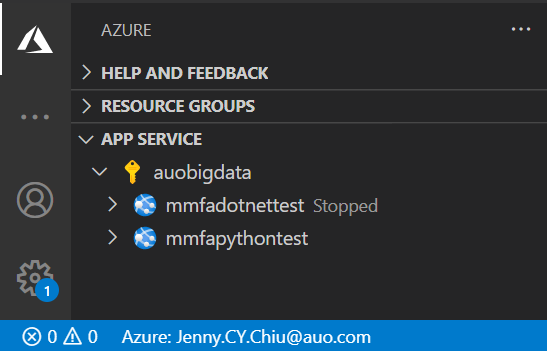 AZURE
HELP AND FEEDBACK
RESOURCE GROUPS
APP SERVICE
auobigdata
mmfadotnettest Stopped
mmfapythontest
1
0 0 Azure: Jenny.CY.Chiu@auo.com